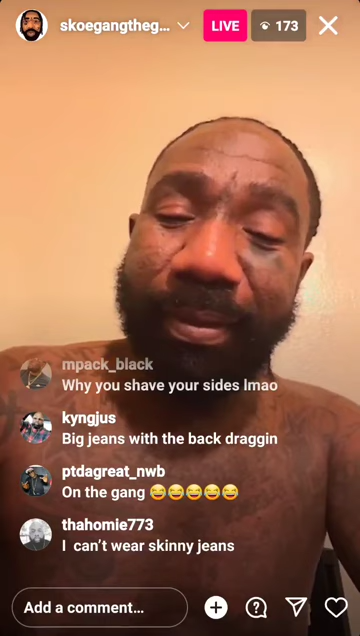 skoegangtheg...
LIVE
173
mpack_black
Why you shave your sides lmao
kyngjus
Big jeans with the back draggin
ptdagreat_nwb
On the gang 😂😂😂😂😂
thahomie773
I can't wear skinny jeans
Add a comment...